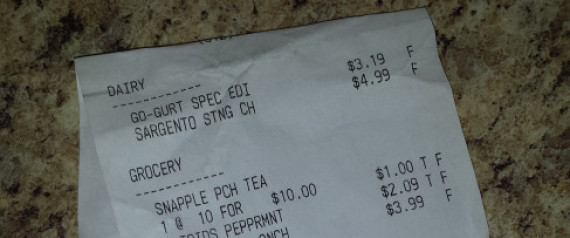 DAIRY
GO-GURT SPEC EDI $3.19 F
SARGENTO STNG CH $4.99 F
GROCERY
SNAPPLE PCH TEA $1.00 T F
1 @ 10 FOR $10.00
PEPPRMNT $2.09 T F
$3.99 F